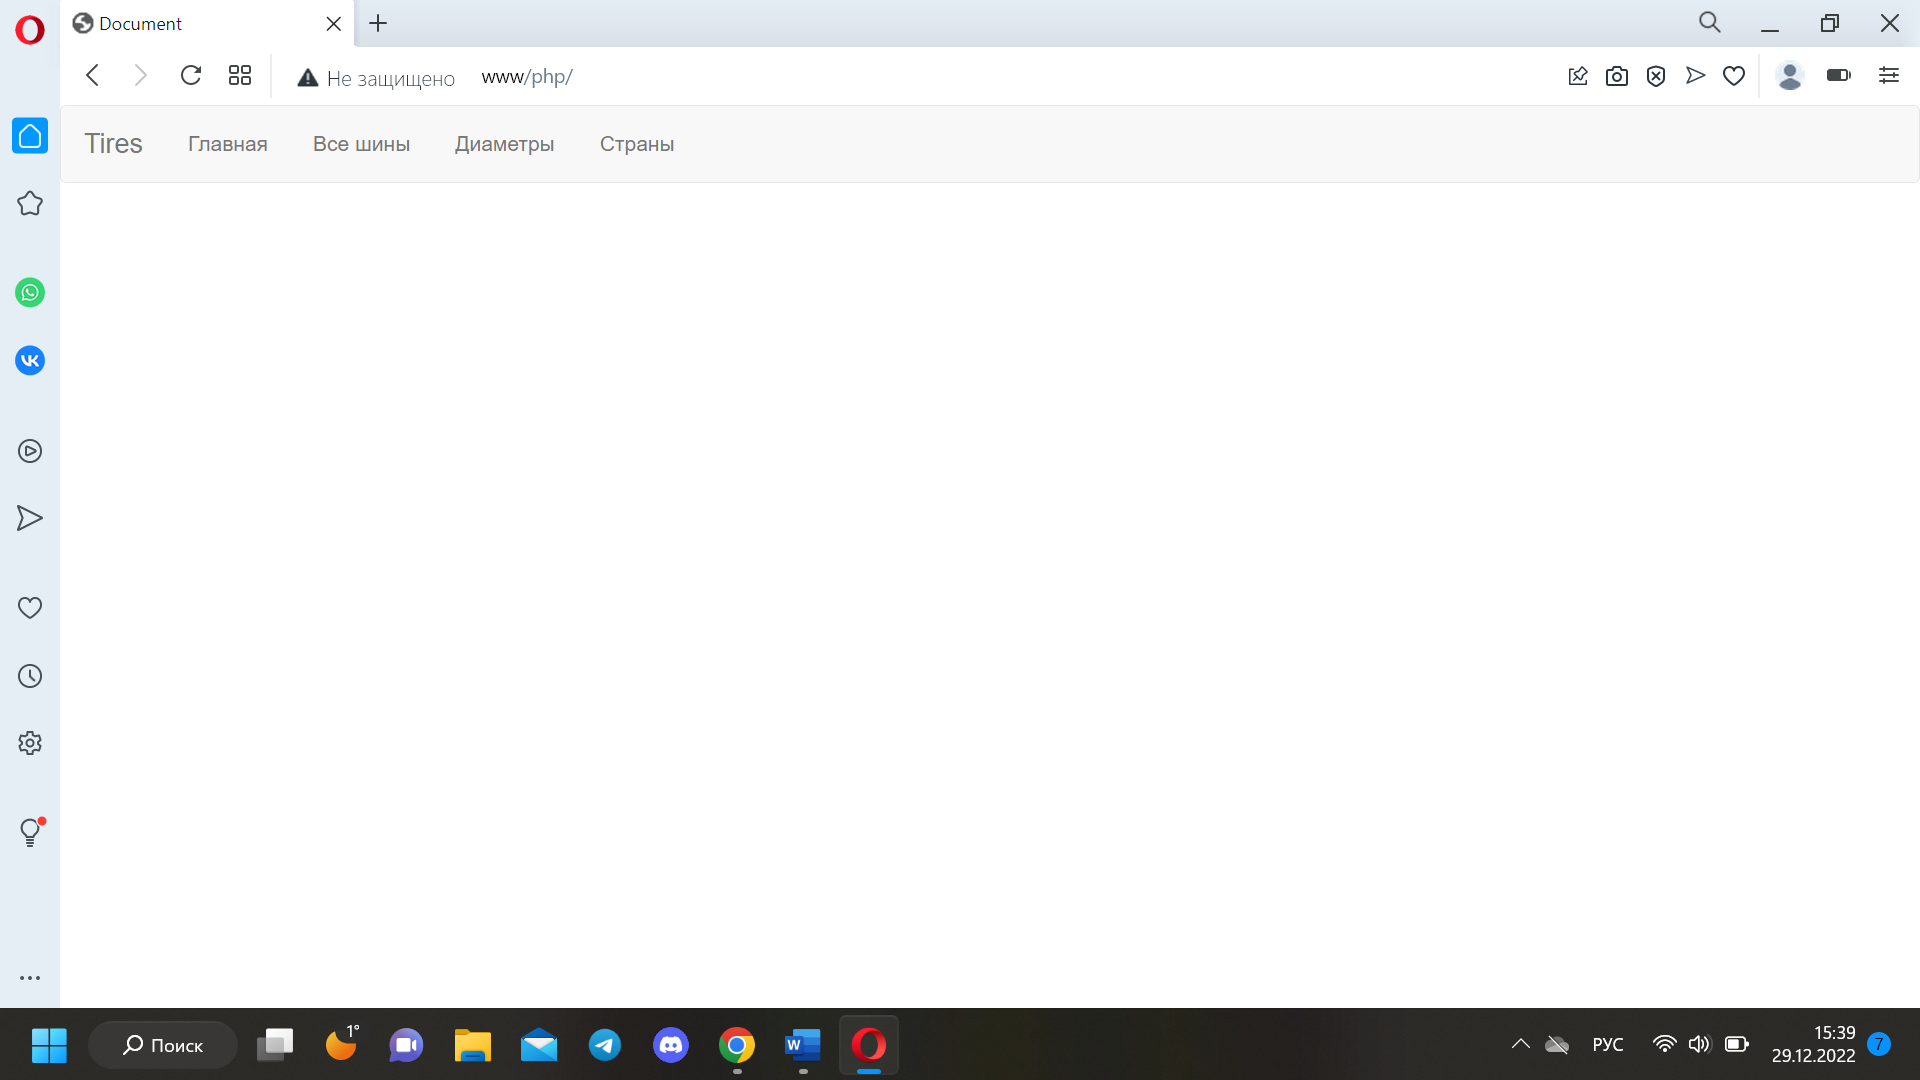 Document
Не защищено www/php/
Tires Главная Все шины Диаметры Страны
Поиск
1°
W
РУС
15:39
29.12.2022
7